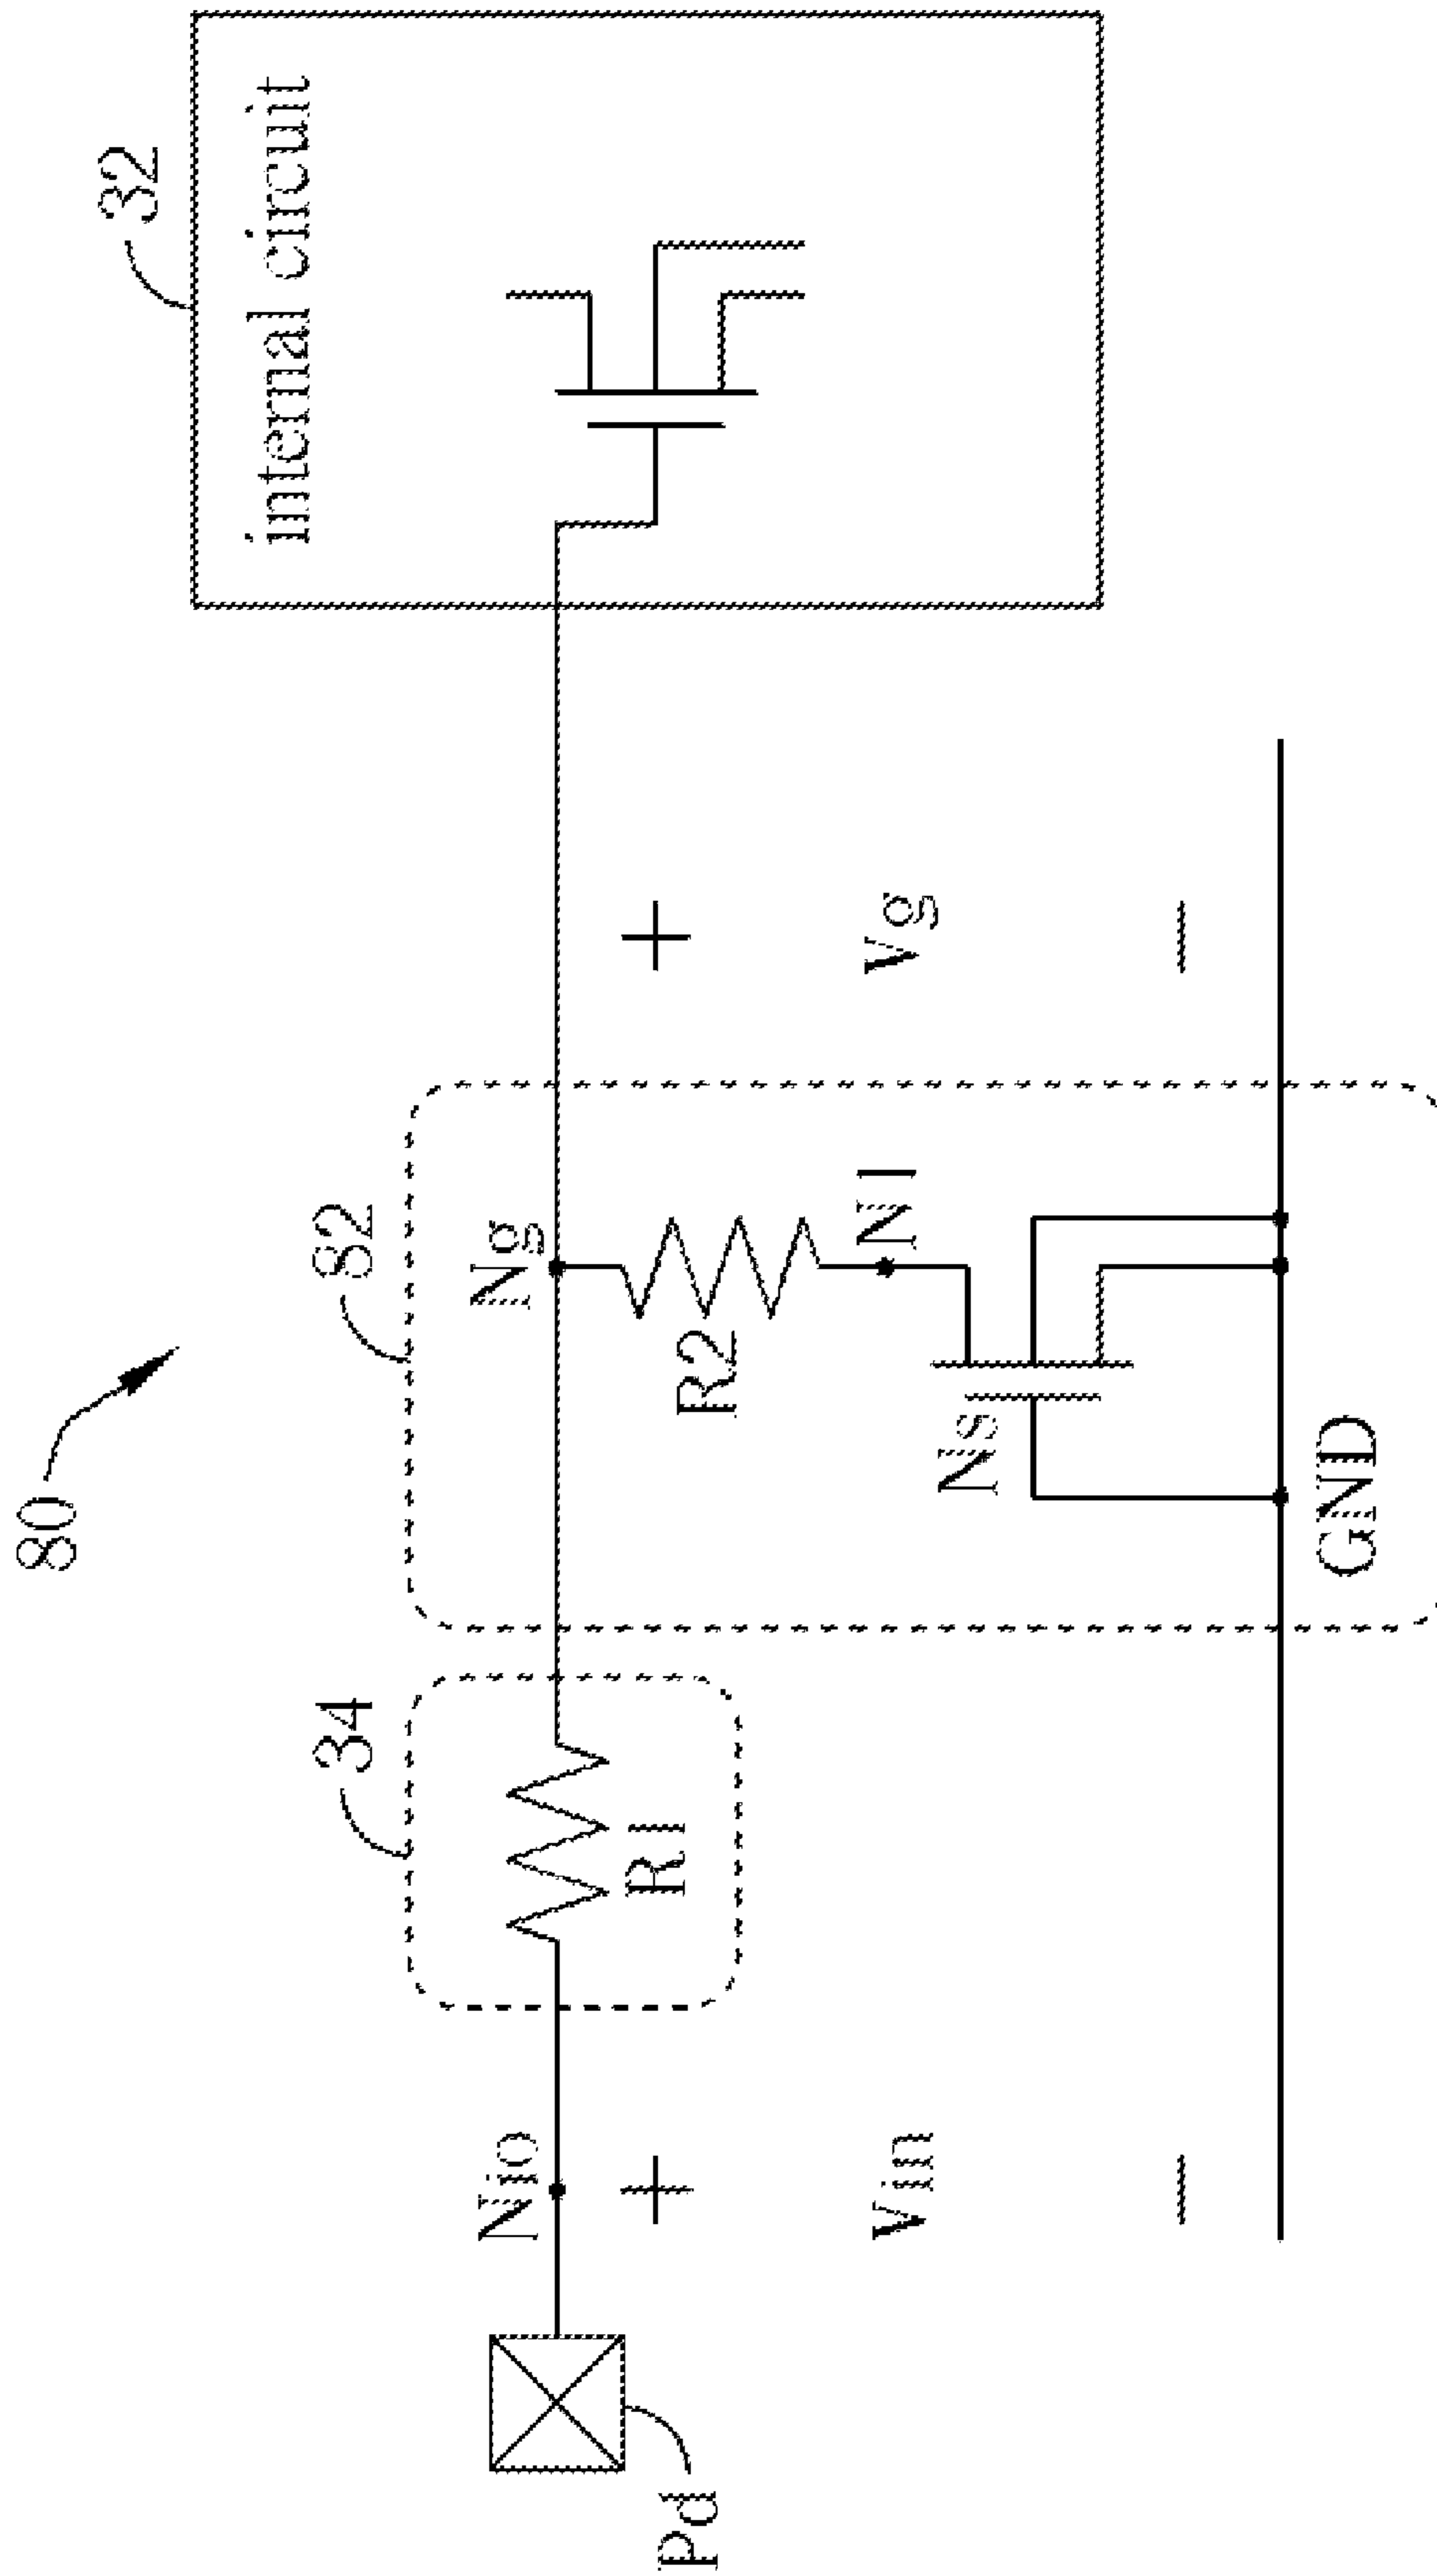 80
32
internal circuit
82
34
Ng
Nio
R1
R2
N1
Vg
Vin
Ns
Pd
GND
+
+
−
−